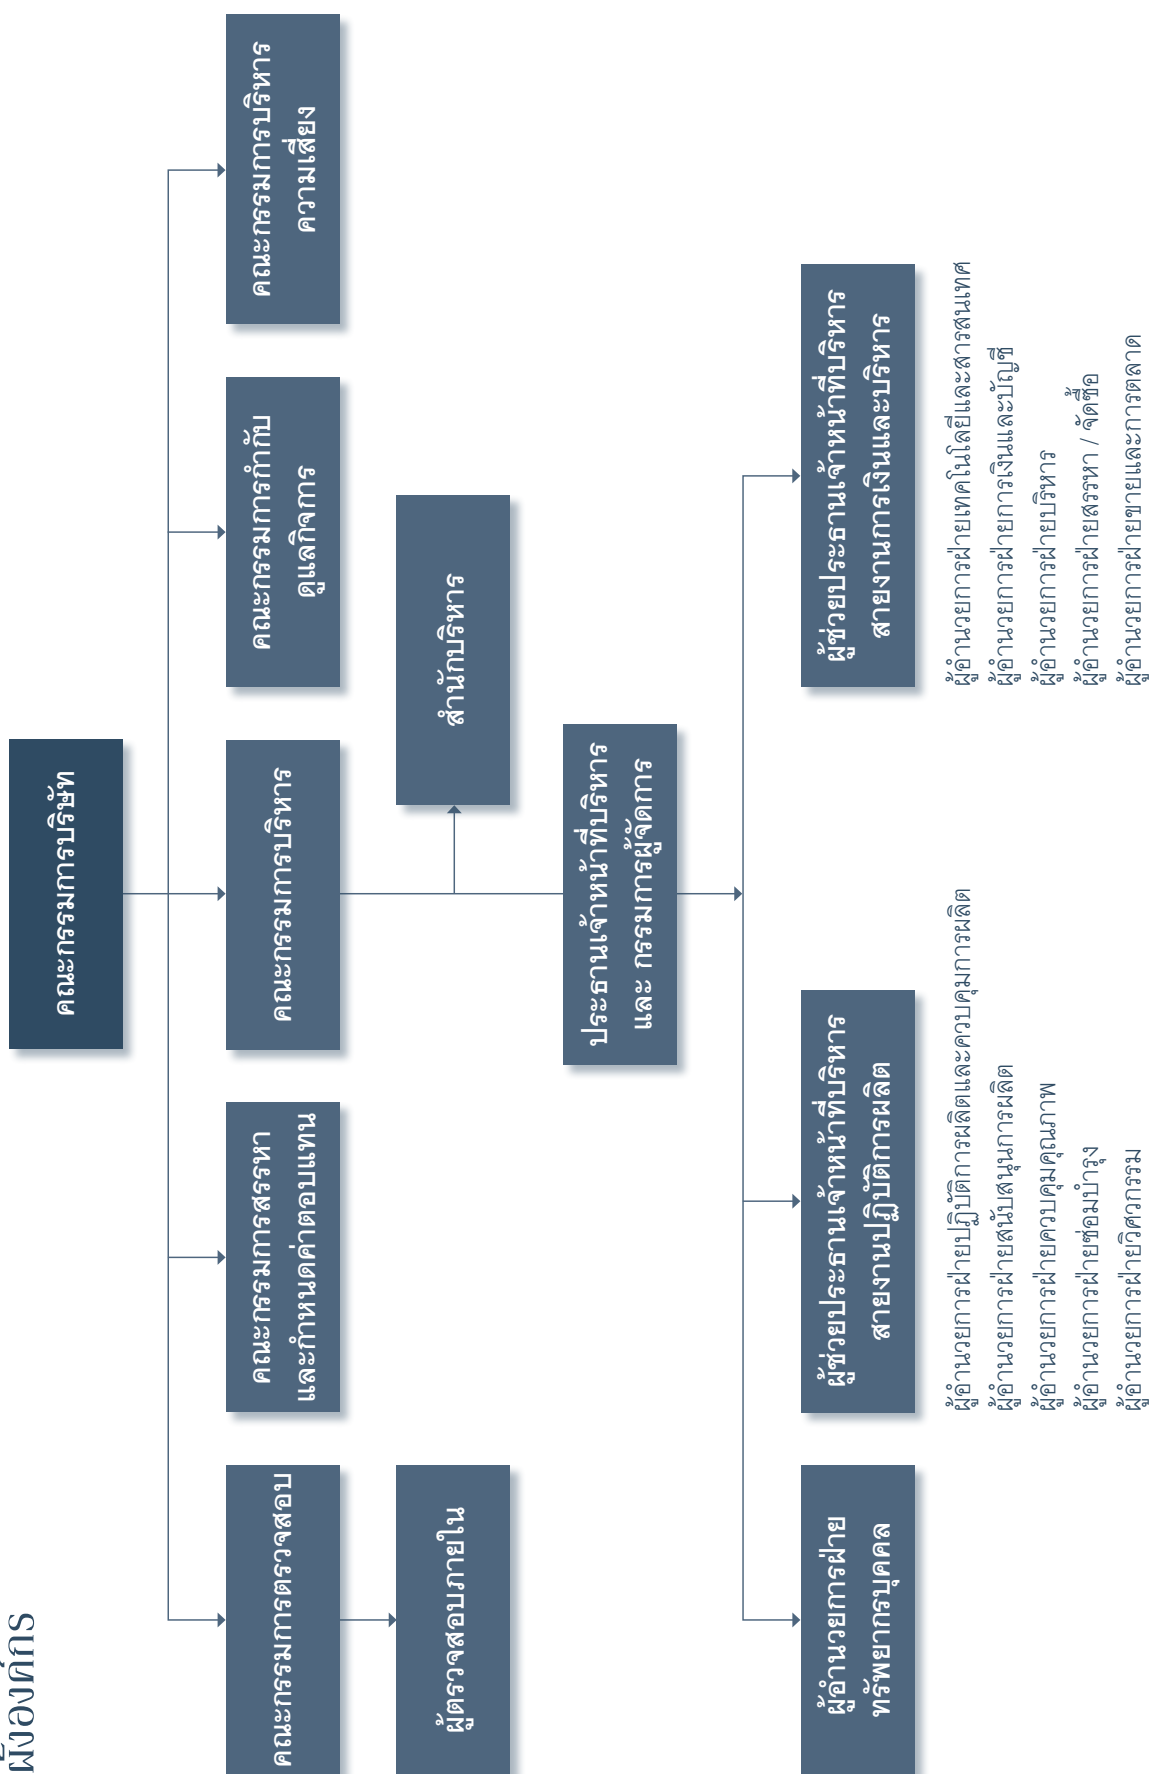 ผังองค์กร
คณะกรรมการบริษัท
คณะกรรมการตรวจสอบ
คณะกรรมการสรรหา
และกำหนดค่าตอบแทน
คณะกรรมการบริหาร
คณะกรรมการกำกับ
ดูแลกิจการ
คณะกรรมการบริหาร
ความเสี่ยง
ผู้ตรวจสอบภายใน
สำนักบริหาร
ประธานเจ้าหน้าที่บริหาร
และ กรรมการผู้จัดการ
ผู้อำนวยการฝ่าย
ทรัพยากรบุคคล
ผู้ช่วยประธานเจ้าหน้าที่บริหาร
สายงานปฏิบัติการผลิต
ผู้อำนวยการฝ่ายปฏิบัติการผลิตและควบคุมการผลิต
ผู้อำนวยการฝ่ายสนับสนุนการผลิต
ผู้อำนวยการฝ่ายควบคุมคุณภาพ
ผู้อำนวยการฝ่ายซ่อมบำรุง
ผู้อำนวยการฝ่ายวิศวกรรม
ผู้ช่วยประธานเจ้าหน้าที่บริหาร
สายงานการเงินและบริหาร
ผู้อำนวยการฝ่ายเทคโนโลยีและสารสนเทศ
ผู้อำนวยการฝ่ายการเงินและบัญชี
ผู้อำนวยการฝ่ายบริหาร
ผู้อำนวยการฝ่ายสรรหา / จัดซื้อ
ผู้อำนวยการฝ่ายขายและการตลาด